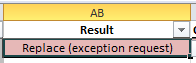 AB
Result
Replace (exception request)